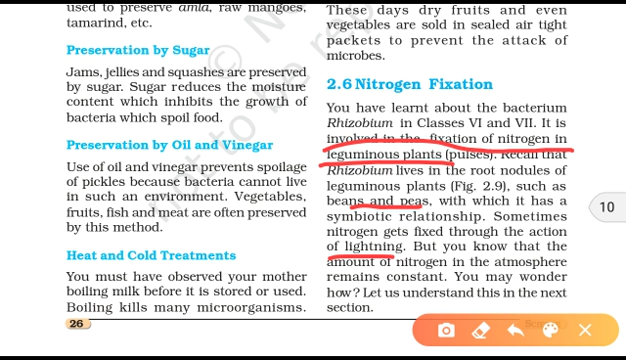 used to preserve amla, raw mangoes,
tamarind, etc.
Preservation by Sugar
Jams, jellies and squashes are preserved
by sugar. Sugar reduces the moisture
content which inhibits the growth of
bacteria which spoil food.
Preservation by Oil and Vinegar
Use of oil and vinegar prevents spoilage
of pickles because bacteria cannot live
in such an environment. Vegetables,
fruits, fish and meat are often preserved
by this method.
Heat and Cold Treatments
You must have observed your mother
boiling milk before it is stored or used.
Boiling kills many microorganisms.
26
These days dry fruits and even
vegetables are sold in sealed air tight
packets to prevent the attack of
microbes.
2.6 Nitrogen Fixation
You have learnt about the bacterium
Rhizobium in Classes VI and VII. It is
involved in the fixation of nitrogen in
leguminous plants (pulses). Recall that
Rhizobium lives in the root nodules of
leguminous plants (Fig. 2.9), such as
beans and peas, with which it has a
symbiotic relationship. Sometimes
nitrogen gets fixed through the action
of lightning. But you know that the
amount of nitrogen in the atmosphere
remains constant. You may wonder
how? Let us understand this in the next
section.
10